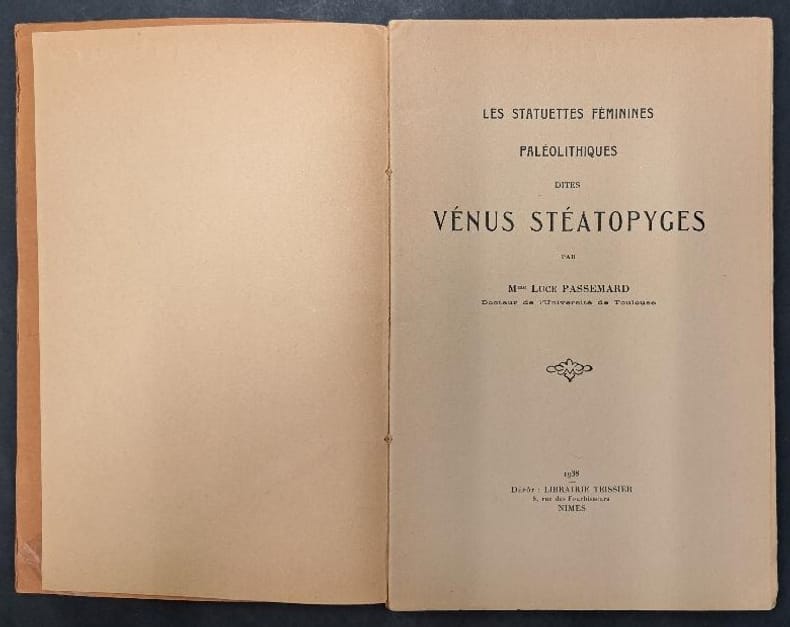 LES STATUETTES FÉMININES
PALÉOLITHIQUES
DITES
VÉNUS STÉATOPYGES
PAR
Mme LUCE PASSEMARD
Docteur de l'Université de Toulouse
1938
DÉPÔT : LIBRAIRIE TEISSIER
8, rue des Fourbisseurs
NIMES